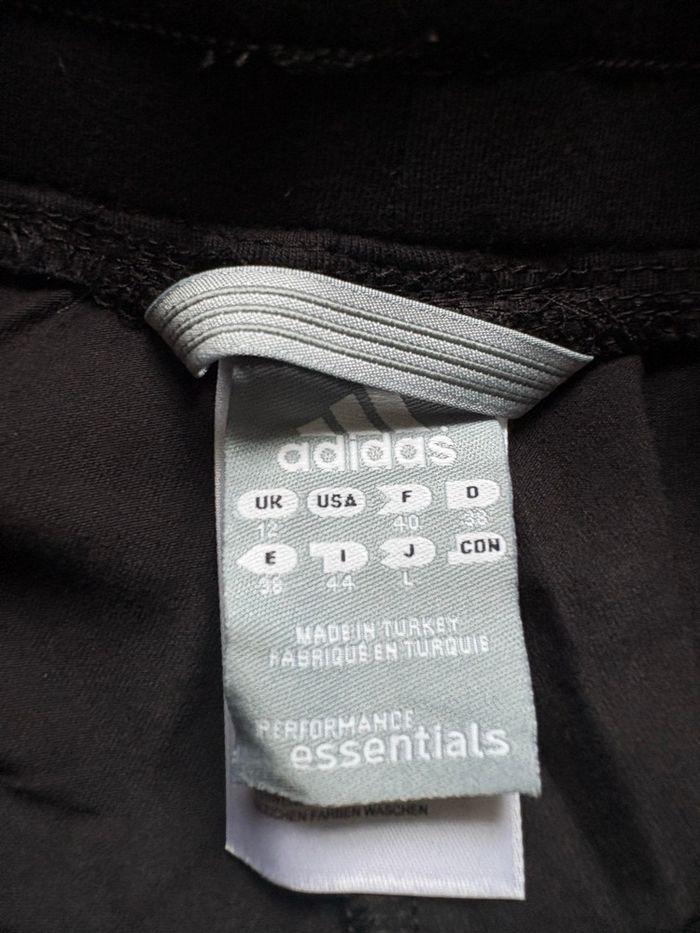 adidas
UK USA F D
12 40 38
E I J CON
38 44 L
MADE IN TURKEY
FABRIQUE EN TURQUIE
PERFORMANCE
essentials
FARBEN WASCHEN